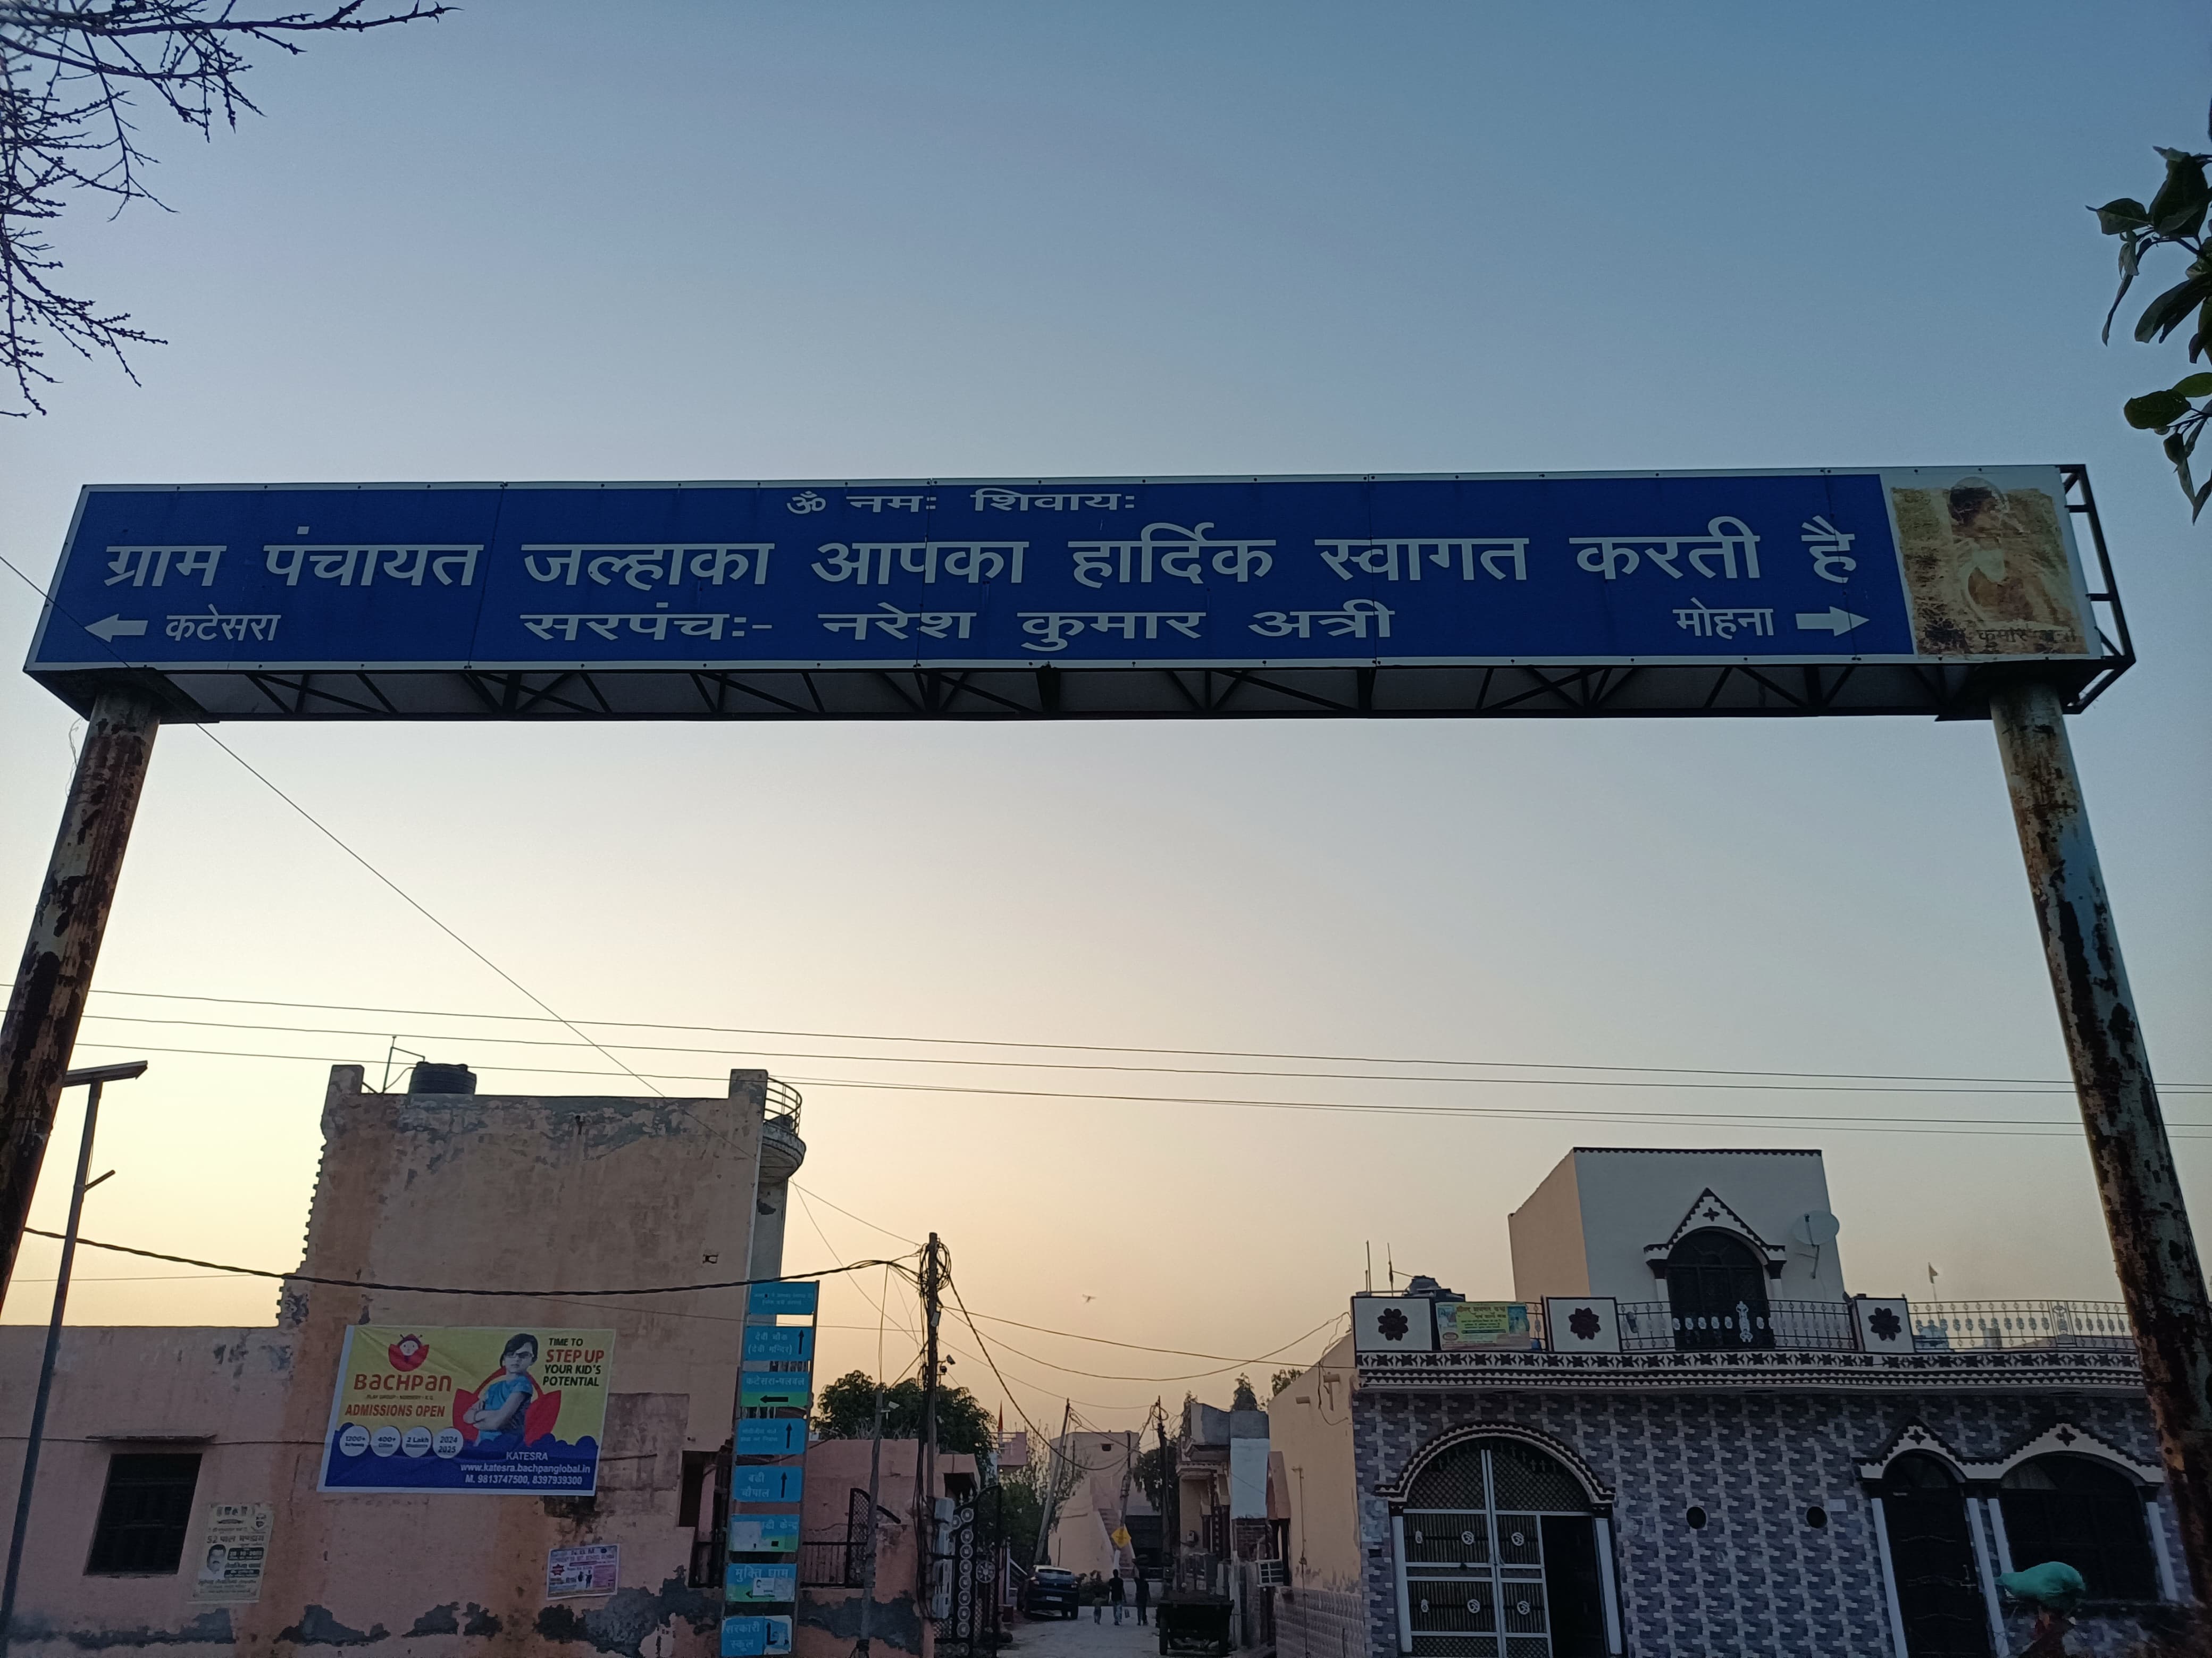 ॐ नमः शिवायः
ग्राम पंचायत जल्हाका आपका हार्दिक स्वागत करती है
कटेसरा
सरपंचः- नरेश कुमार अत्री
मोहना
BACHPAN
ADMISSIONS OPEN
1200+
400+
2 Lakh
2024
2025
TIME TO
STEP UP
YOUR KID'S
POTENTIAL
KATESRA
www.katesra.bachpanglobal.in
M. 9813747500, 8397939300
देवी चौक
(देवी मन्दिर)
कटेसरा-पलवल
बडी
चौपाल
मुक्ति धाम
सरकारी
स्कूल